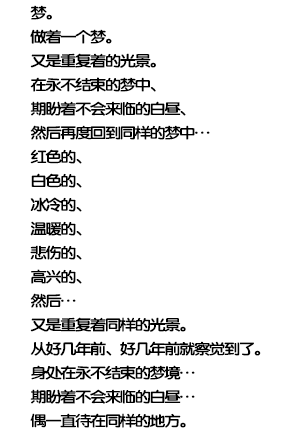 梦。
做着一个梦。
又是重复着的光景。
在永不结束的梦中、
期盼着不会来临的白昼、
然后再度回到同样的梦中…
红色的、
白色的、
冰冷的、
温暖的、
悲伤的、
高兴的、
然后…
又是重复着同样的光景。
从好几年前、好几年前就察觉到了。
身处在永不结束的梦境…
期盼着不会来临的白昼…
偶一直待在同样的地方。